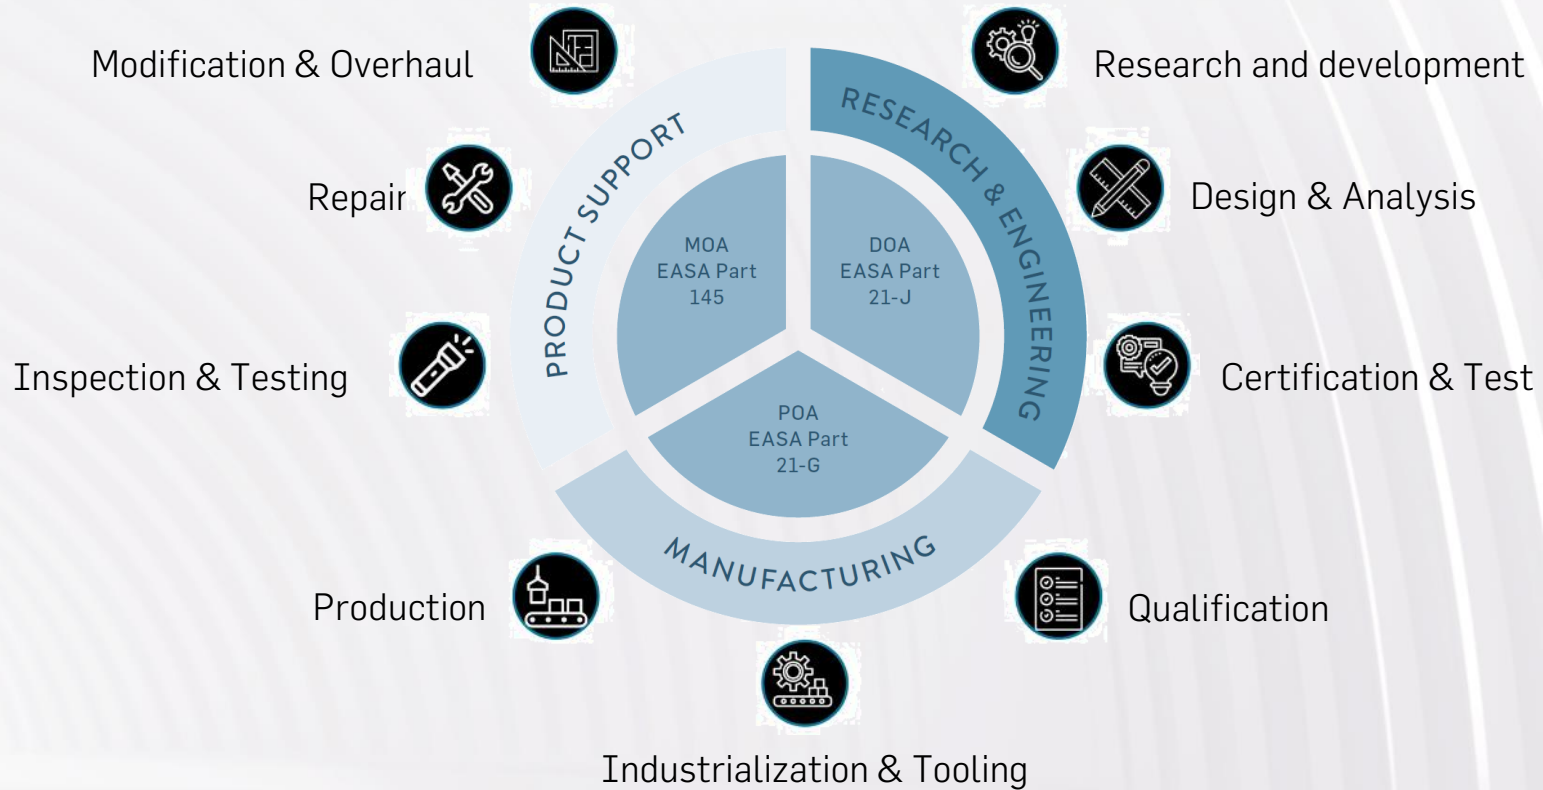 Modification & Overhaul
Research and development
PRODUCT SUPPORT
RESEARCH & ENGINEERING
Repair
Design & Analysis
MOA
EASA Part
145
DOA
EASA Part
21-J
Inspection & Testing
Certification & Test
POA
EASA Part
21-G
MANUFACTURING
Production
Qualification
Industrialization & Tooling